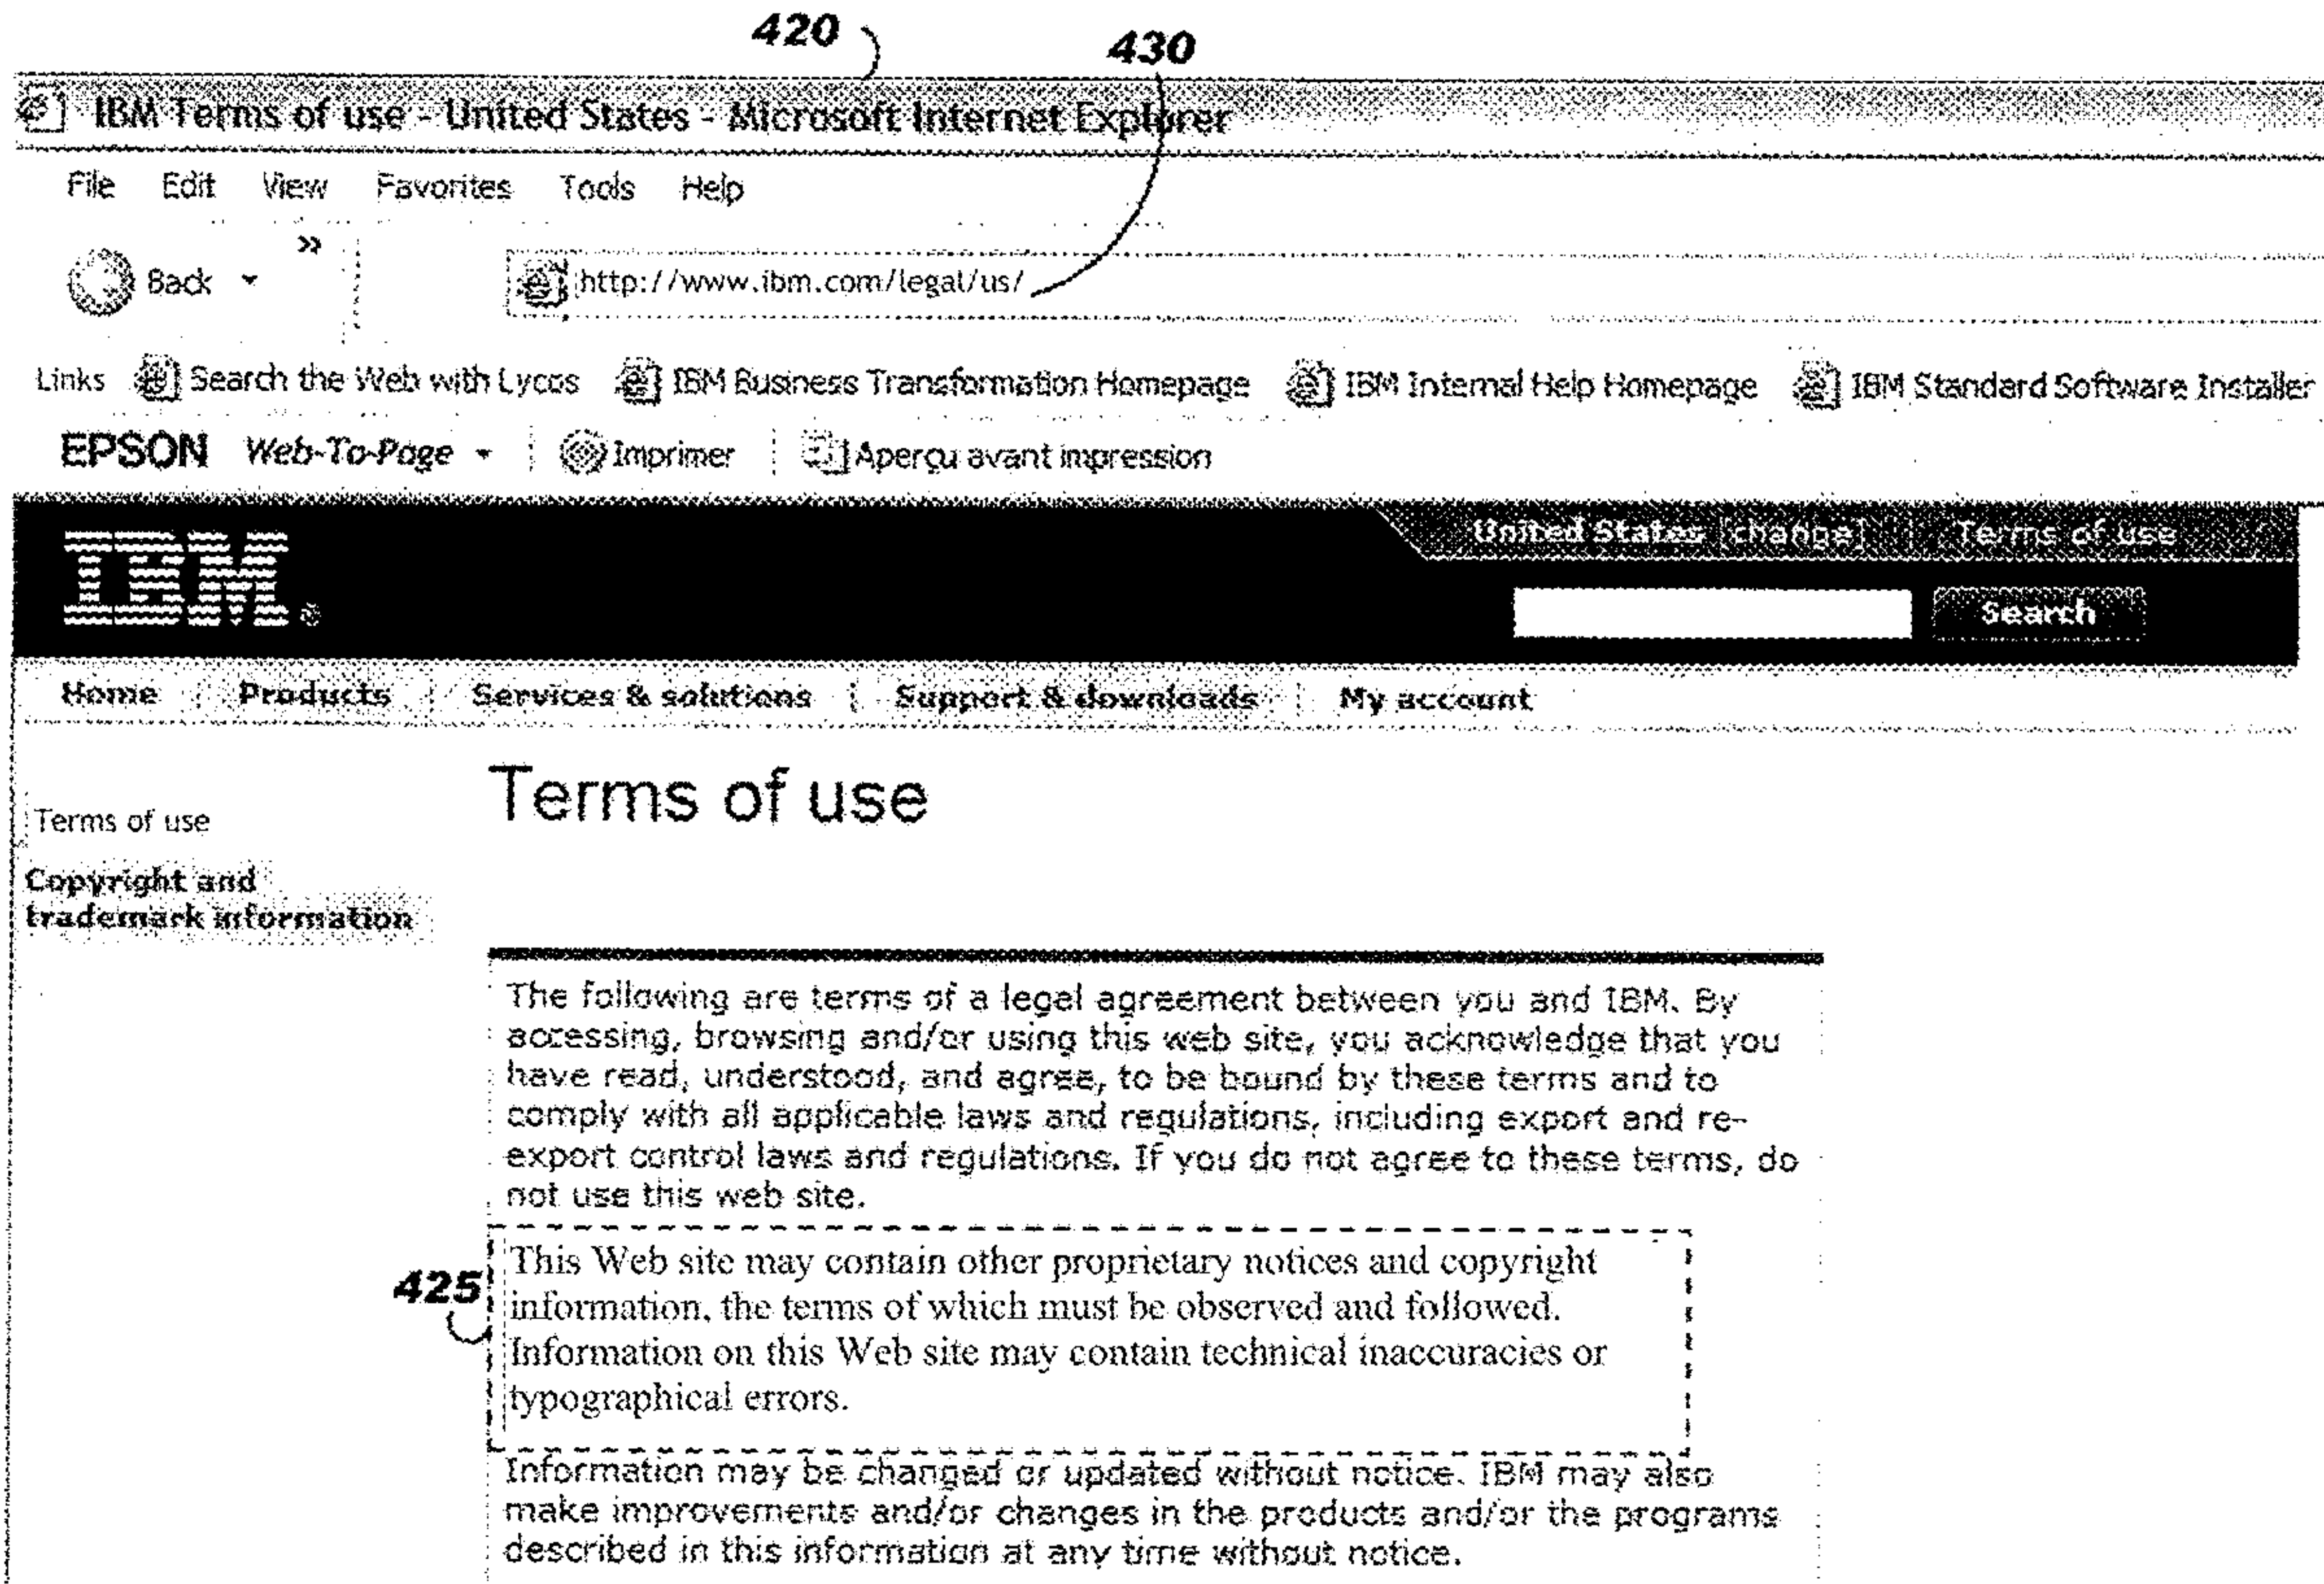 420
430
IBM Terms of use - United States - Microsoft Internet Explorer
File Edit View Favorites Tools Help
»
Back
http://www.ibm.com/legal/us/
Links Search the Web with Lycos IBM Business Transformation Homepage IBM Internal Help Homepage IBM Standard Software Installer
EPSON Web-To-Page Imprimer Aperçu avant impression
United States [change] Terms of use
IBM®
Search
Home Products Services & solutions Support & downloads My account
Terms of use
Terms of use
Copyright and
trademark information
The following are terms of a legal agreement between you and IBM. By
accessing, browsing and/or using this web site, you acknowledge that you
have read, understood, and agree, to be bound by these terms and to
comply with all applicable laws and regulations, including export and re-
export control laws and regulations. If you do not agree to these terms, do
not use this web site.
425
This Web site may contain other proprietary notices and copyright
information, the terms of which must be observed and followed.
Information on this Web site may contain technical inaccuracies or
typographical errors.
Information may be changed or updated without notice. IBM may also
make improvements and/or changes in the products and/or the programs
described in this information at any time without notice.